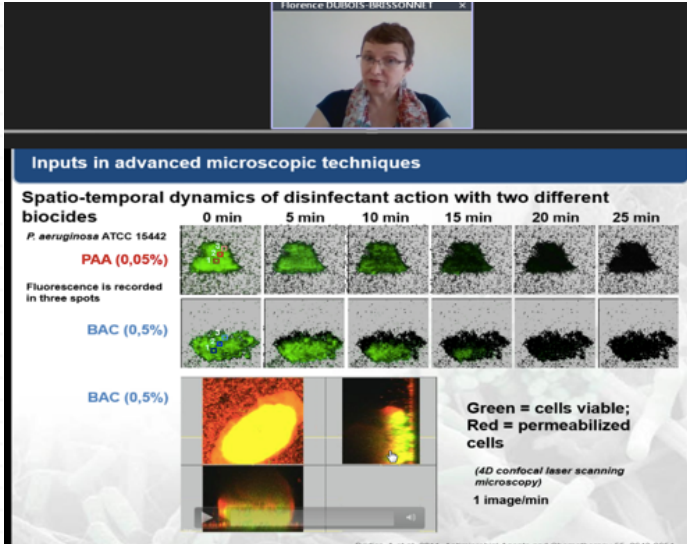 Florence DUBOIS-BRISSONNET
Inputs in advanced microscopic techniques
Spatio-temporal dynamics of disinfectant action with two different
biocides
0 min 5 min 10 min 15 min 20 min 25 min
P. aeruginosa ATCC 15442
PAA (0,05%)
Fluorescence is recorded
in three spots
BAC (0,5%)
BAC (0,5%)
Green = cells viable;
Red = permeabilized
cells
(4D confocal laser scanning
microscopy)
1 image/min